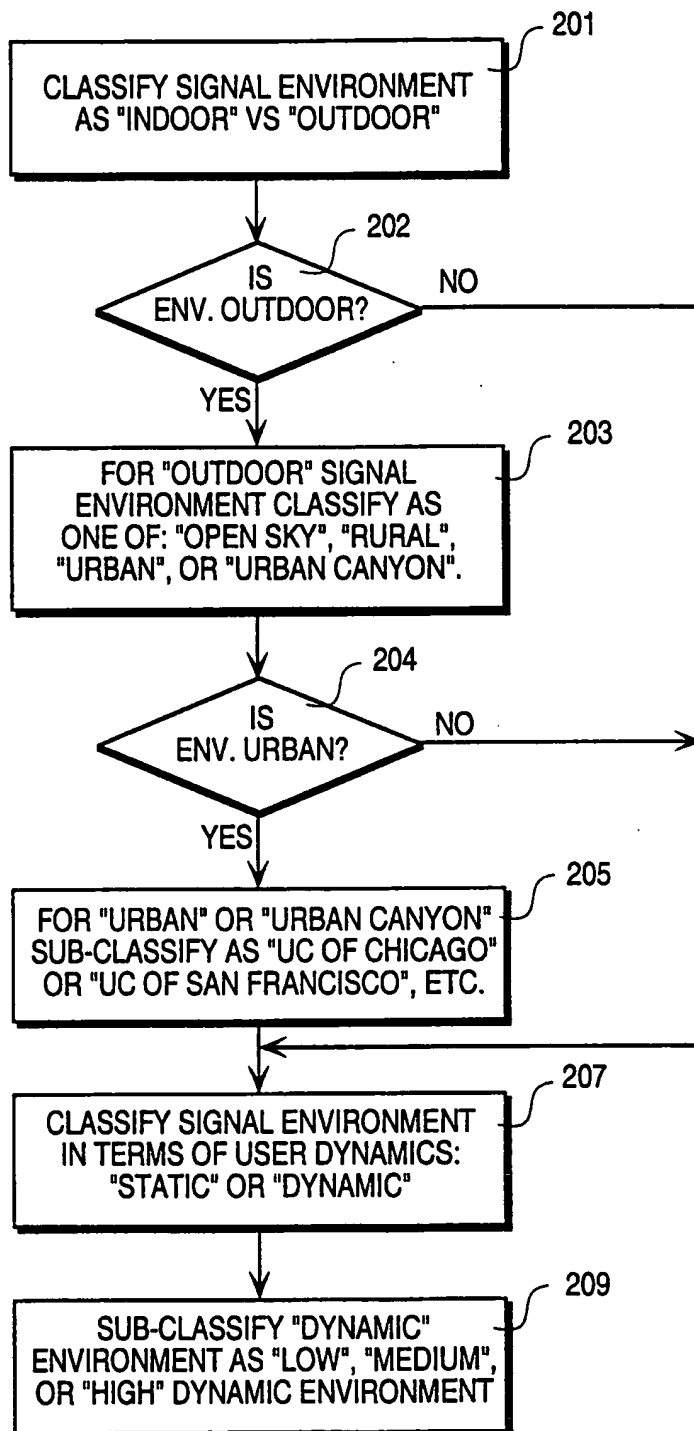 201
CLASSIFY SIGNAL ENVIRONMENT
AS "INDOOR" VS "OUTDOOR"
202
IS
ENV. OUTDOOR?
NO
YES
203
FOR "OUTDOOR" SIGNAL
ENVIRONMENT CLASSIFY AS
ONE OF: "OPEN SKY", "RURAL",
"URBAN", OR "URBAN CANYON".
204
IS
ENV. URBAN?
NO
YES
205
FOR "URBAN" OR "URBAN CANYON"
SUB-CLASSIFY AS "UC OF CHICAGO"
OR "UC OF SAN FRANCISCO", ETC.
207
CLASSIFY SIGNAL ENVIRONMENT
IN TERMS OF USER DYNAMICS:
"STATIC" OR "DYNAMIC"
209
SUB-CLASSIFY "DYNAMIC"
ENVIRONMENT AS "LOW", "MEDIUM",
OR "HIGH" DYNAMIC ENVIRONMENT